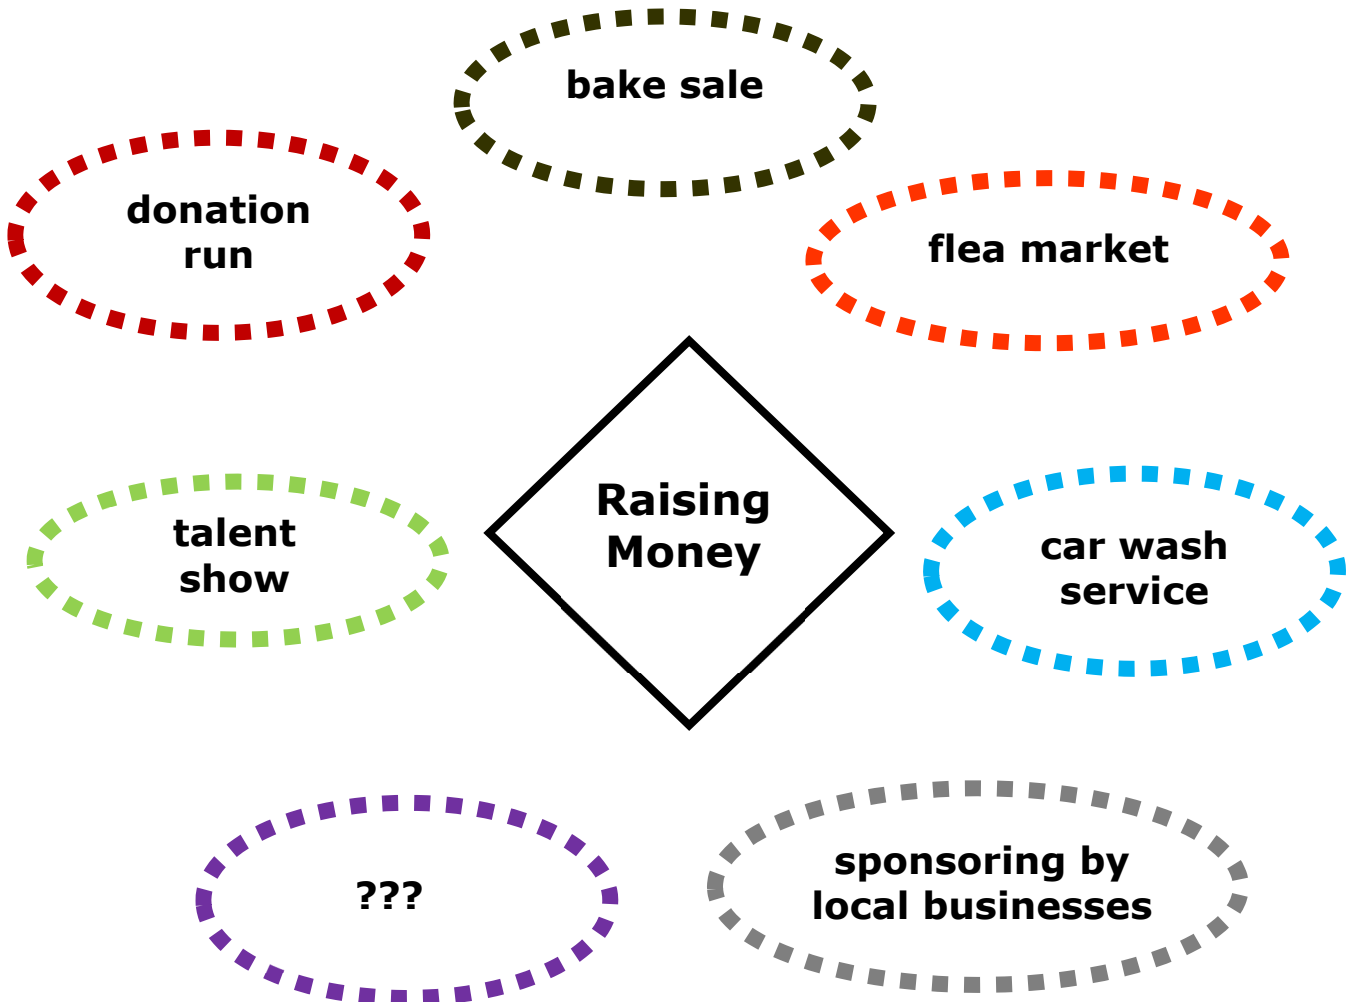 bake sale
donation
run
flea market
Raising
Money
talent
show
car wash
service
sponsoring by
local businesses
???